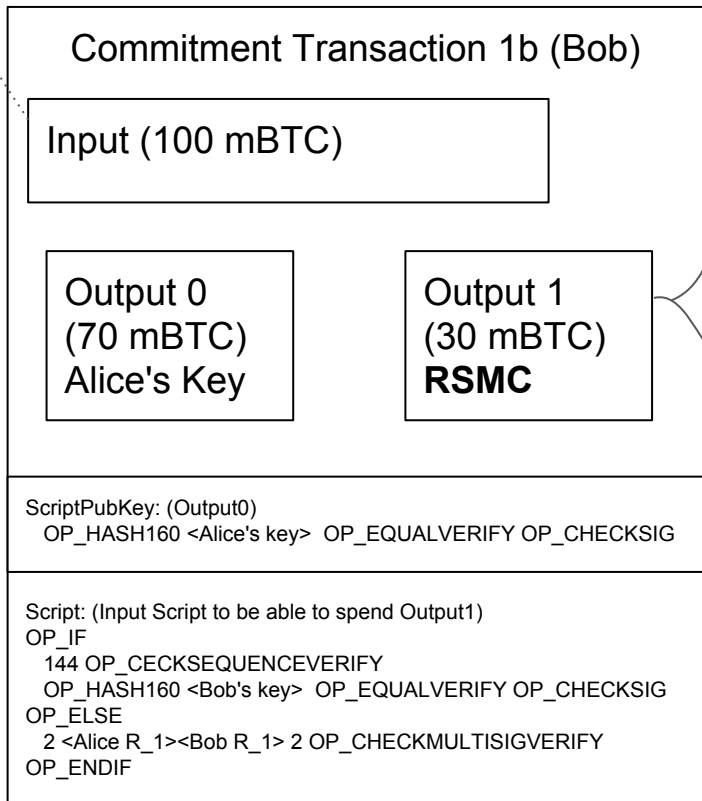 Commitment Transaction 1b (Bob)
Input (100 mBTC)
Output 0
(70 mBTC)
Alice's Key
Output 1
(30 mBTC)
RSMC
ScriptPubKey: (Output0)
OP_HASH160 <Alice's key> OP_EQUALVERIFY OP_CHECKSIG
Script: (Input Script to be able to spend Output1)
OP_IF
144 OP_CECKSEQUENCEVERIFY
OP_HASH160 <Bob's key> OP_EQUALVERIFY OP_CHECKSIG
OP_ELSE
2 <Alice R_1><Bob R_1> 2 OP_CHECKMULTISIGVERIFY
OP_ENDIF